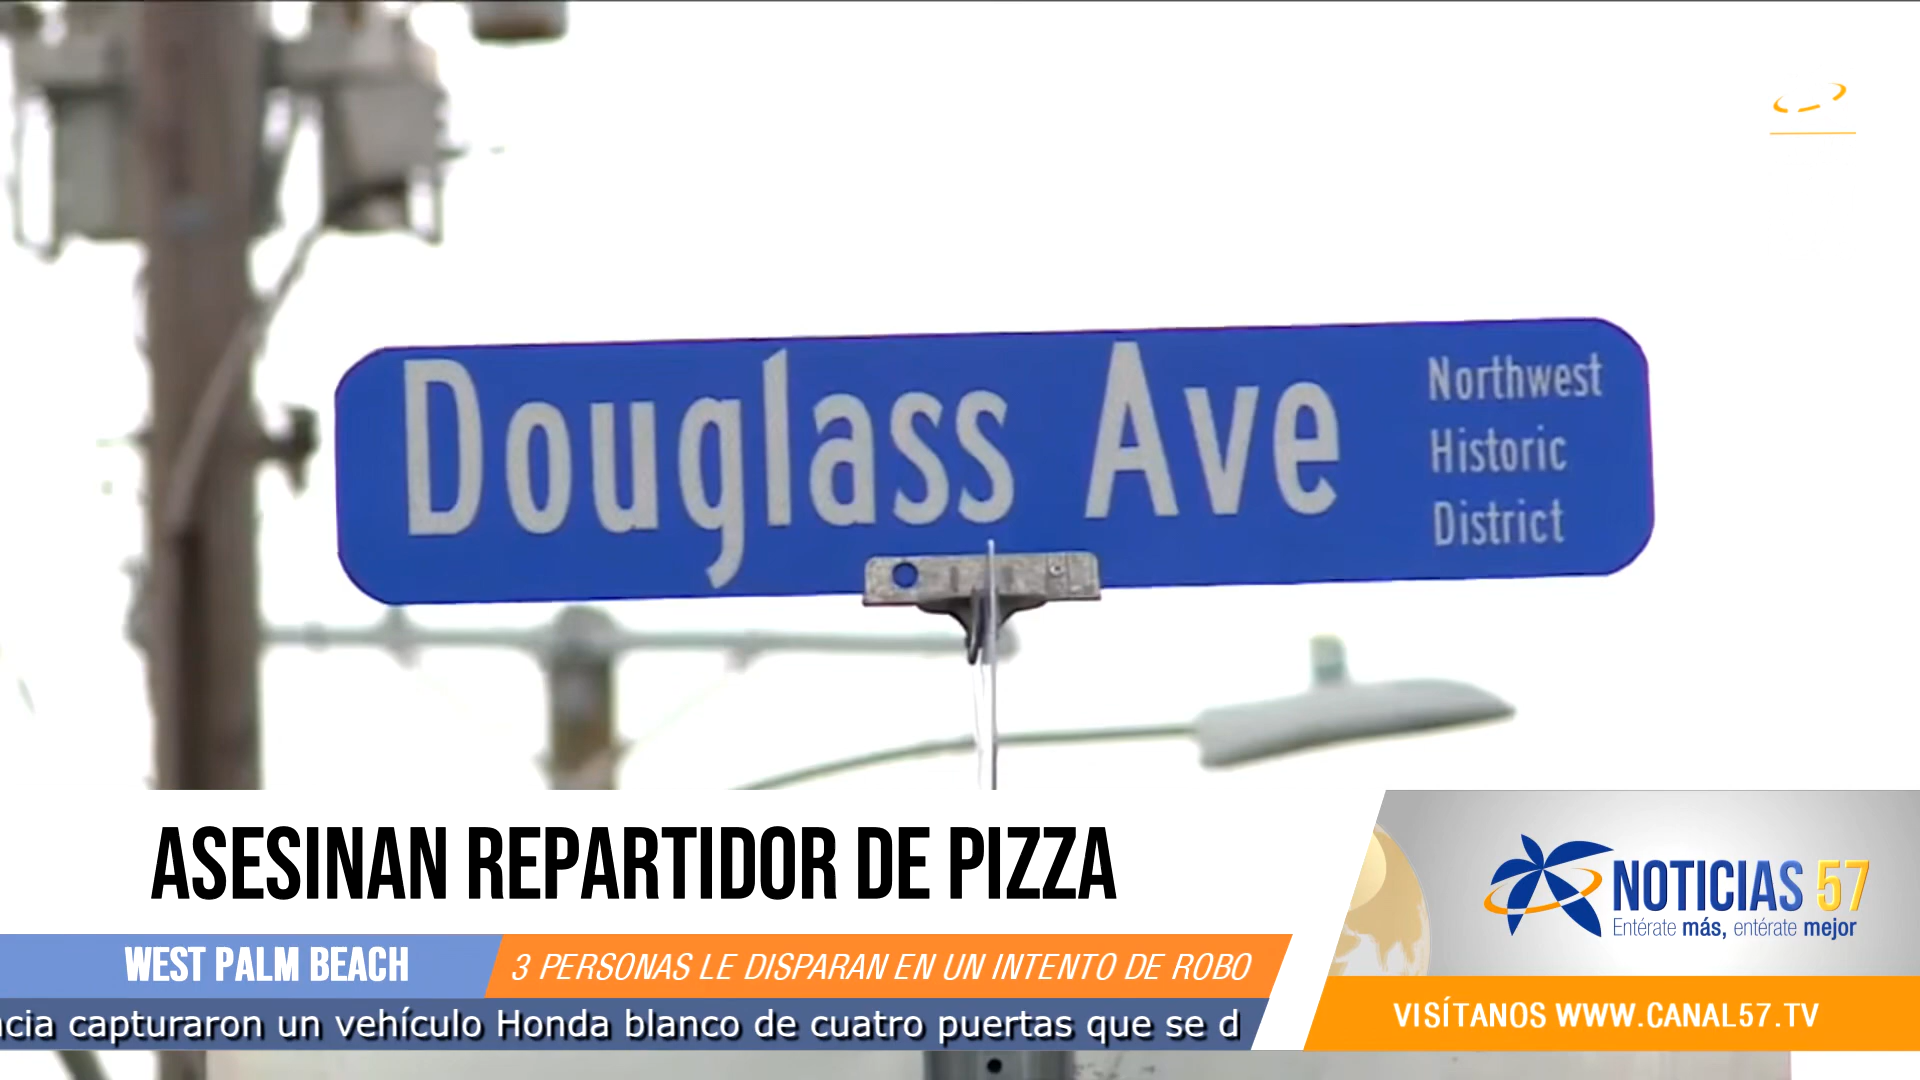 Douglass Ave
Northwest
Historic
District
ASESINAN REPARTIDOR DE PIZZA
WEST PALM BEACH
3 PERSONAS LE DISPARAN EN UN INTENTO DE ROBO
capturaron un vehículo Honda blanco de cuatro puertas que se
NOTICIAS 57
Entérate más, entérate mejor
VISÍTANOS WWW.CANAL57.TV